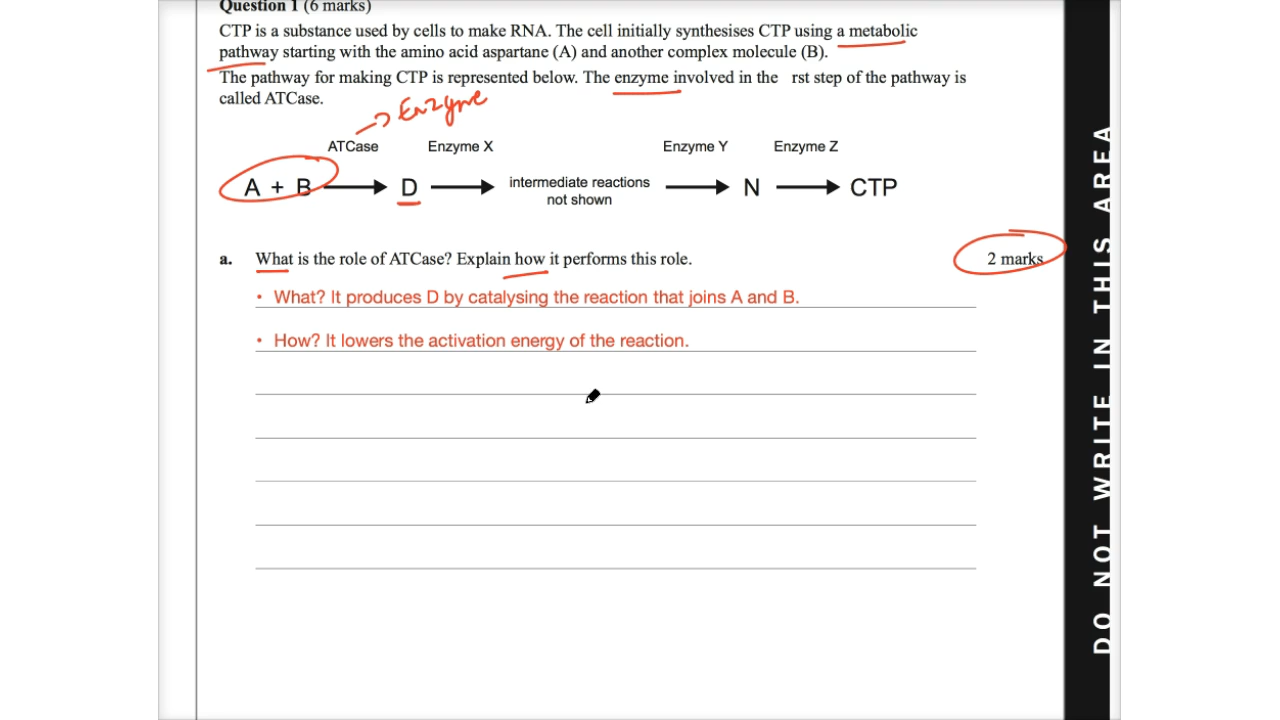 Question 1 (6 marks)
CTP is a substance used by cells to make RNA. The cell initially synthesises CTP using a metabolic
pathway starting with the amino acid aspartane (A) and another complex molecule (B).
The pathway for making CTP is represented below. The enzyme involved in the rst step of the pathway is
called ATCase.
→ Enzyme
ATCase Enzyme X Enzyme Y Enzyme Z
A + B → D → intermediate reactions not shown → N → CTP
a. What is the role of ATCase? Explain how it performs this role. 2 marks
• What? It produces D by catalysing the reaction that joins A and B.
• How? It lowers the activation energy of the reaction.
DO NOT WRITE IN THIS AREA